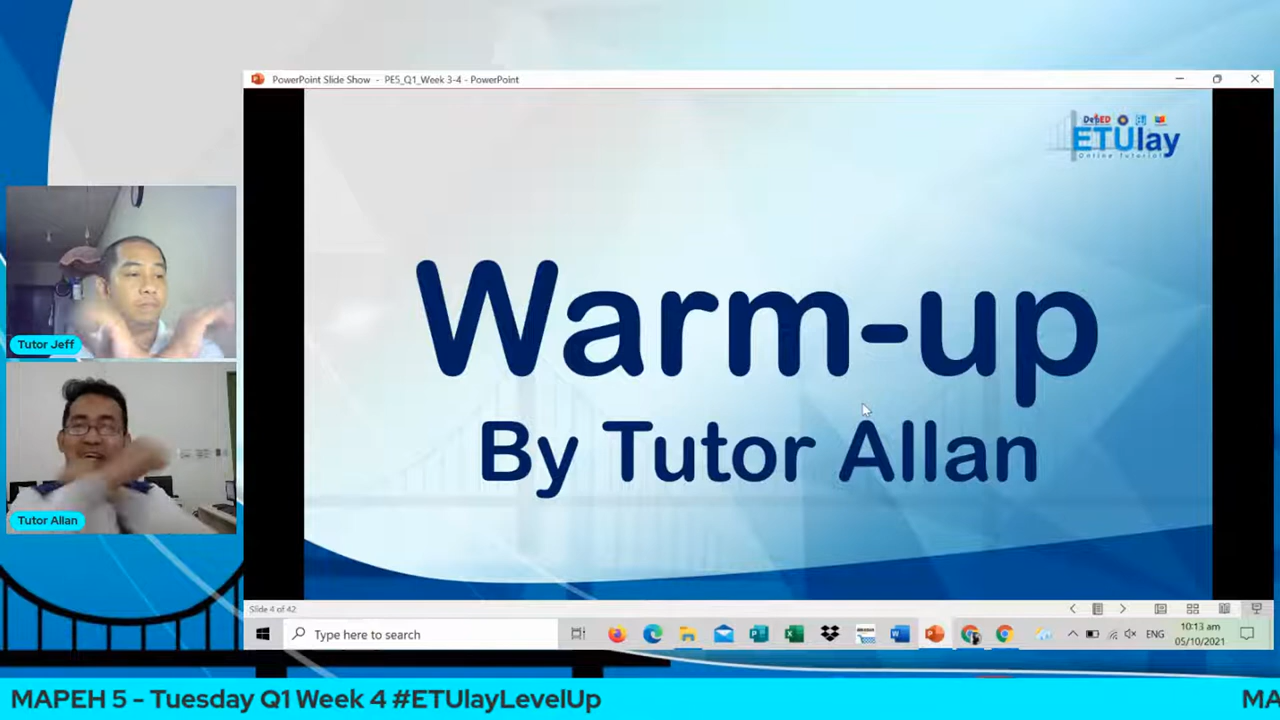 PowerPoint Slide Show - PE5_Q1_Week 3-4 - PowerPoint
DepED
ETUlay
Online Tutorial
Warm-up
By Tutor Allan
Tutor Jeff
Tutor Allan
Slide 4 of 42
Type here to search
ENG
10:13 am
05/10/2021
MAPEH 5 - Tuesday Q1 Week 4 #ETUlayLevelUp
MA